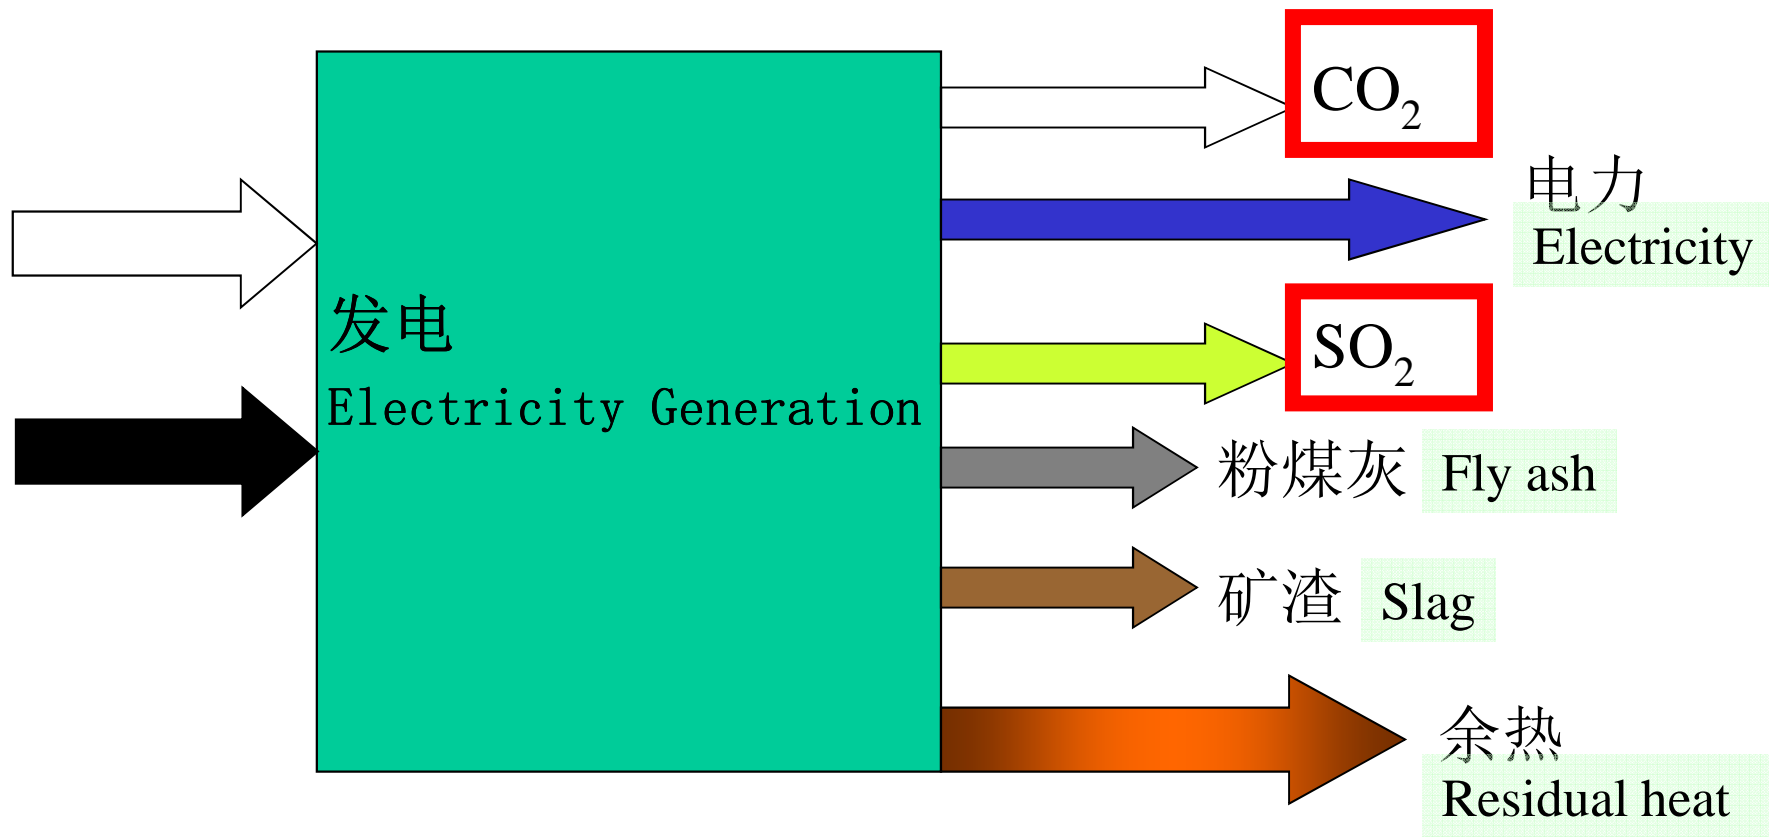 CO₂
电力
Electricity
发电
Electricity Generation
SO₂
粉煤灰 Fly ash
矿渣 Slag
余热
Residual heat